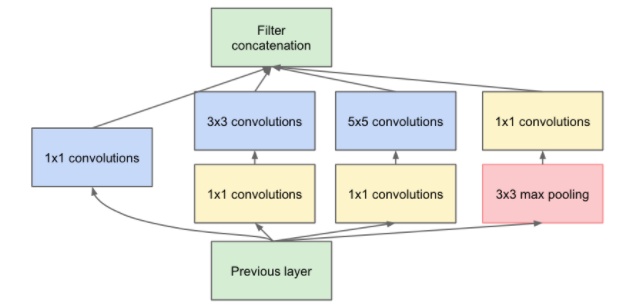 Filter
concatenation
3x3 convolutions
5x5 convolutions
1x1 convolutions
1x1 convolutions
1x1 convolutions
1x1 convolutions
3x3 max pooling
Previous layer